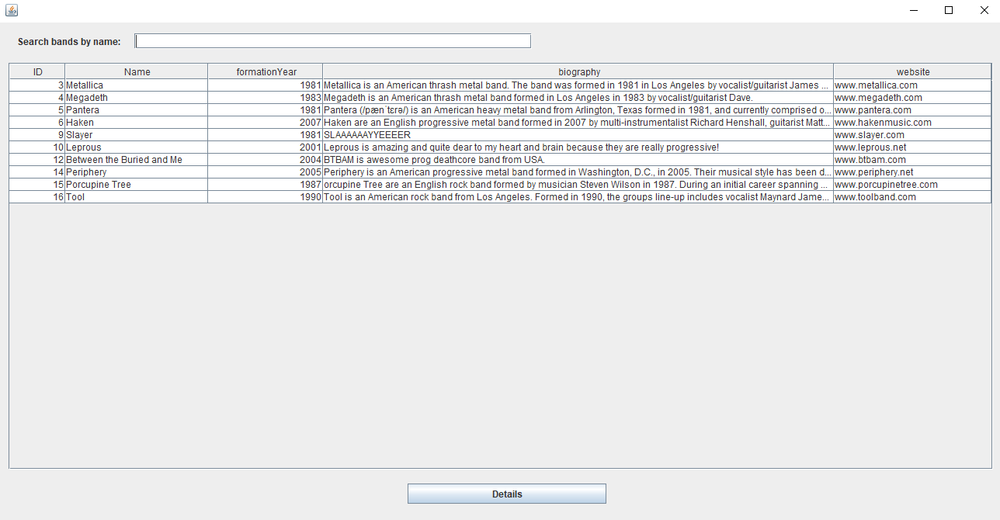 Search bands by name:
ID Name formationYear biography website
3 Metallica 1981 Metallica is an American thrash metal band. The band was formed in 1981 in Los Angeles by vocalist/guitarist James ... www.metallica.com
4 Megadeth 1983 Megadeth is an American thrash metal band formed in Los Angeles in 1983 by vocalist/guitarist Dave. www.megadeth.com
5 Pantera 1981 Pantera (/pænˈtɛrə/) is an American heavy metal band from Arlington, Texas formed in 1981, and currently comprised o... www.pantera.com
6 Haken 2007 Haken are an English progressive metal band formed in 2007 by multi-instrumentalist Richard Henshall, guitarist Matt... www.hakenmusic.com
9 Slayer 1981 SLAAAAAAYYEEEER www.slayer.com
10 Leprous 2001 Leprous is amazing and quite dear to my heart and brain because they are really progressive! www.leprous.net
12 Between the Buried and Me 2004 BTBAM is awesome prog deathcore band from USA. www.btbam.com
14 Periphery 2005 Periphery is an American progressive metal band formed in Washington, D.C., in 2005. Their musical style has been d... www.periphery.net
15 Porcupine Tree 1987 orcupine Tree are an English rock band formed by musician Steven Wilson in 1987. During an initial career spanning ... www.porcupinetree.com
16 Tool 1990 Tool is an American rock band from Los Angeles. Formed in 1990, the groups line-up includes vocalist Maynard Jame... www.toolband.com
Details